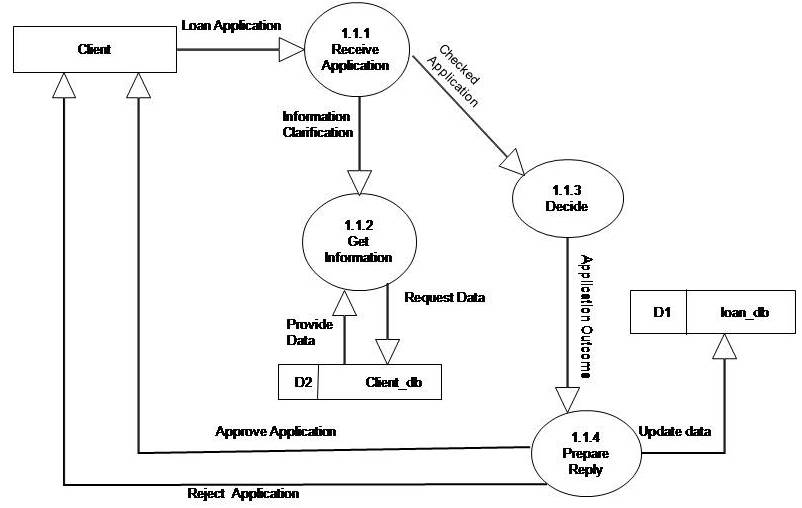 Loan Application
Client
1.1.1
Receive
Application
Checked
Application
Information
Clarification
1.1.3
Decide
1.1.2
Get
Information
Application Outcome
Request Data
Provide
Data
D1
loan_db
D2
Client_db
Approve Application
1.1.4
Prepare
Reply
Update data
Reject Application